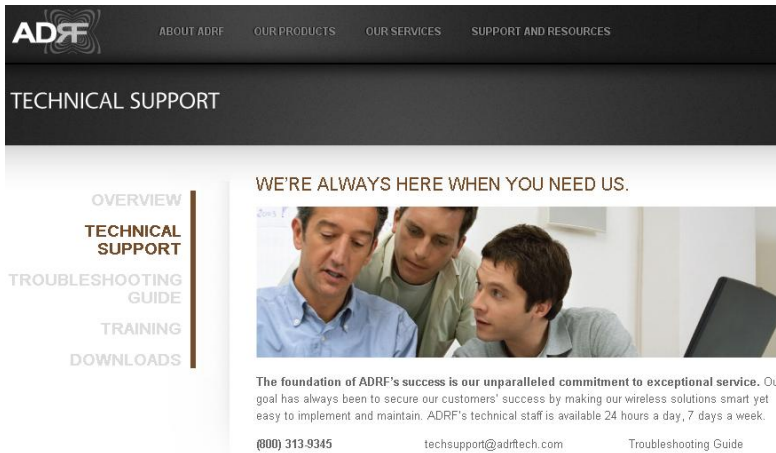 ADRF
ABOUT ADRF OUR PRODUCTS OUR SERVICES SUPPORT AND RESOURCES
TECHNICAL SUPPORT
OVERVIEW
TECHNICAL
SUPPORT
TROUBLESHOOTING
GUIDE
TRAINING
DOWNLOADS
WE'RE ALWAYS HERE WHEN YOU NEED US.
The foundation of ADRF's success is our unparalleled commitment to exceptional service.
goal has always been to secure our customers' success by making our wireless solutions smart yet
easy to implement and maintain. ADRF's technical staff is available 24 hours a day, 7 days a week.
(800) 313-9345 techsupport@adrftech.com Troubleshooting Guide